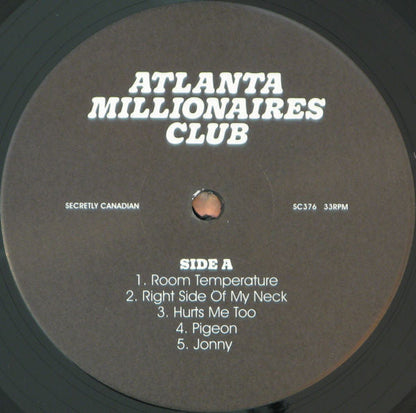 ATLANTA
MILLIONAIRES
CLUB
SECRETLY CANADIAN
SC376 33RPM
SIDE A
1. Room Temperature
2. Right Side Of My Neck
3. Hurts Me Too
4. Pigeon
5. Jonny